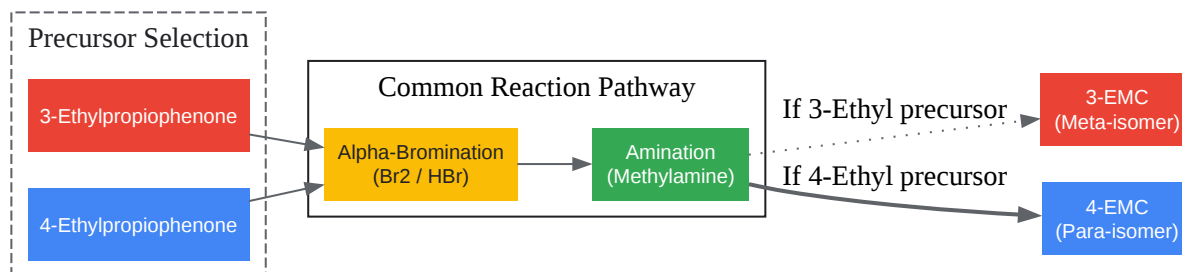 Precursor Selection
3-Ethylpropiophenone
4-Ethylpropiophenone
Common Reaction Pathway
Alpha-Bromination
(Br2 / HBr)
Amination
(Methylamine)
If 3-Ethyl precursor
If 4-Ethyl precursor
3-EMC
(Meta-isomer)
4-EMC
(Para-isomer)